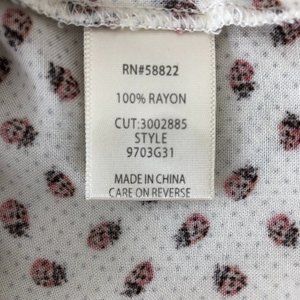 RN#58822
100% RAYON
CUT:3002885
STYLE
9703G31
MADE IN CHINA
CARE ON REVERSE